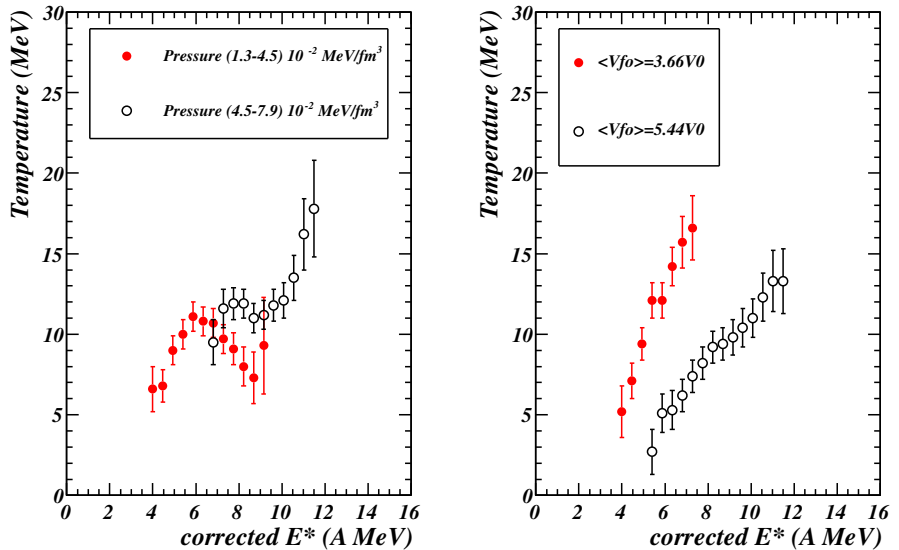 Temperature (MeV)
30
25
20
15
10
5
0
Pressure (1.3-4.5) 10⁻² MeV/fm³
Pressure (4.5-7.9) 10⁻² MeV/fm³
0 2 4 6 8 10 12 14 16
corrected E* (A MeV)
Temperature (MeV)
30
25
20
15
10
5
0
<Vfo>=3.66V0
<Vfo>=5.44V0
0 2 4 6 8 10 12 14 16
corrected E* (A MeV)